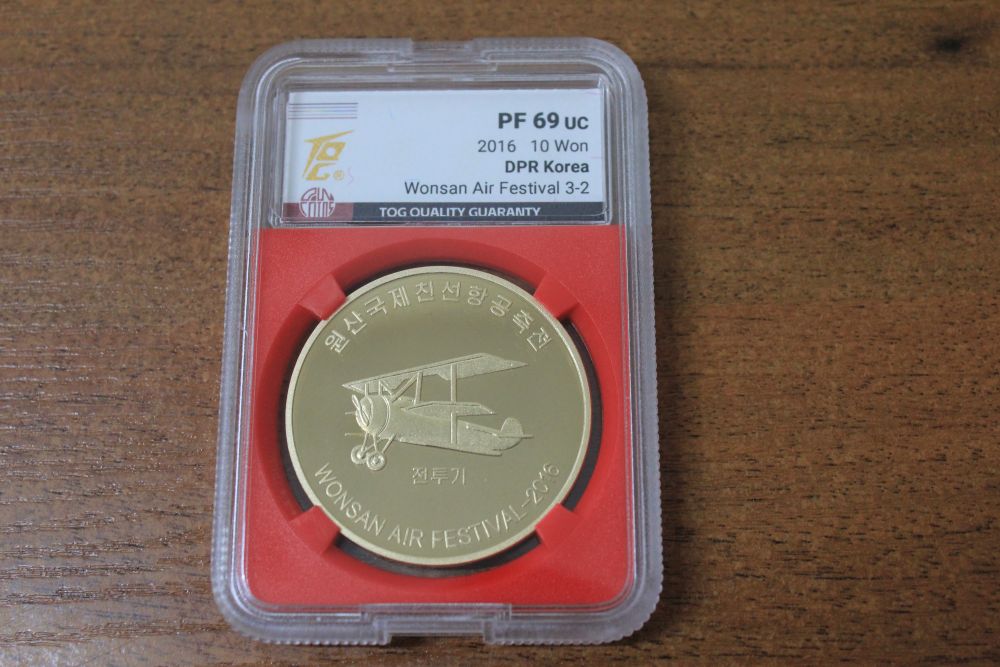 PF 69 UC
2016 10 Won
DPR Korea
Wonsan Air Festival 3-2
TOG®
TOG QUALITY GUARANTY
원산국제친선항공축전
전투기
WONSAN AIR FESTIVAL-2016